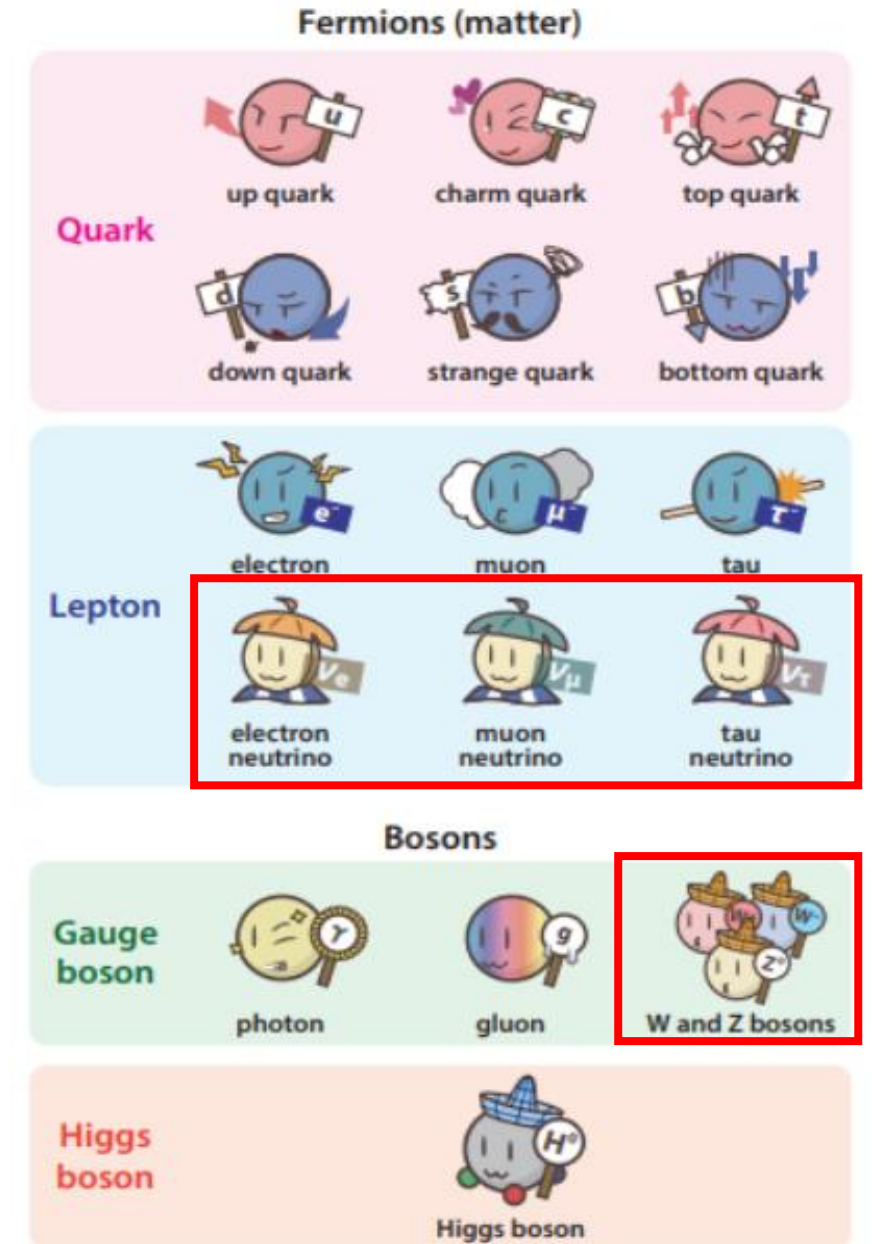 Fermions (matter)
u
c
t
up quark
charm quark
top quark
Quark
d
s
b
down quark
strange quark
bottom quark
e⁻
μ⁻
τ⁻
electron
muon
tau
Lepton
νe
νμ
ντ
electron
neutrino
muon
neutrino
tau
neutrino
Bosons
γ
g
W⁺
W⁻
Z⁰
Gauge
boson
photon
gluon
W and Z bosons
H⁰
Higgs
boson
Higgs boson